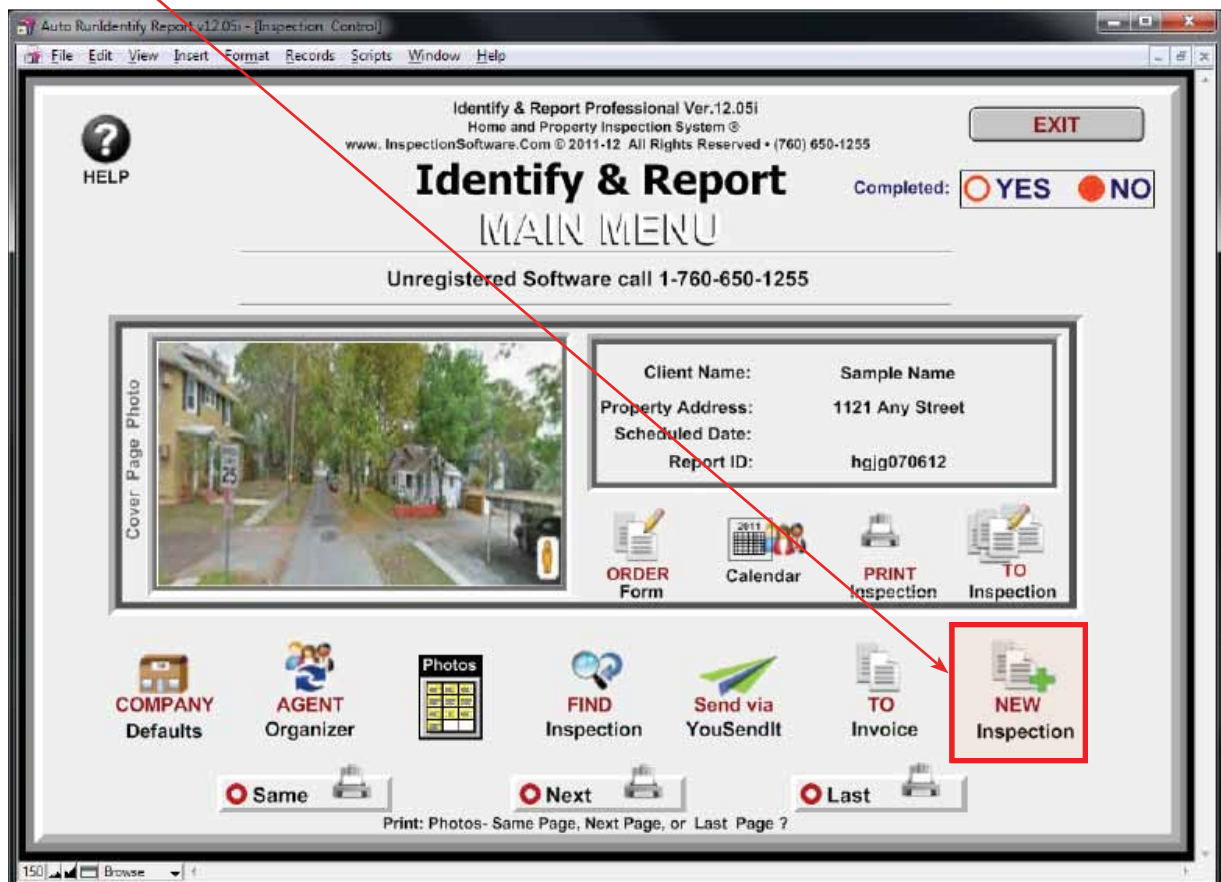 Auto RunIdentify Report v12.05i - [Inspection Control]
File Edit View Insert Format Records Scripts Window Help
Identify & Report Professional Ver.12.05i
Home and Property Inspection System ®
www. InspectionSoftware.Com © 2011-12 All Rights Reserved • (760) 650-1255
EXIT
HELP
Identify & Report
Completed: YES NO
MAIN MENU
Unregistered Software call 1-760-650-1255
Cover Page Photo
25
Client Name: Sample Name
Property Address: 1121 Any Street
Scheduled Date:
Report ID: hgjg070612
2011
ORDER Form
Calendar
PRINT Inspection
TO Inspection
COMPANY Defaults
AGENT Organizer
Photos
FIND Inspection
Send via YouSendIt
TO Invoice
NEW Inspection
Same
Next
Last
Print: Photos- Same Page, Next Page, or Last Page ?
150 Browse